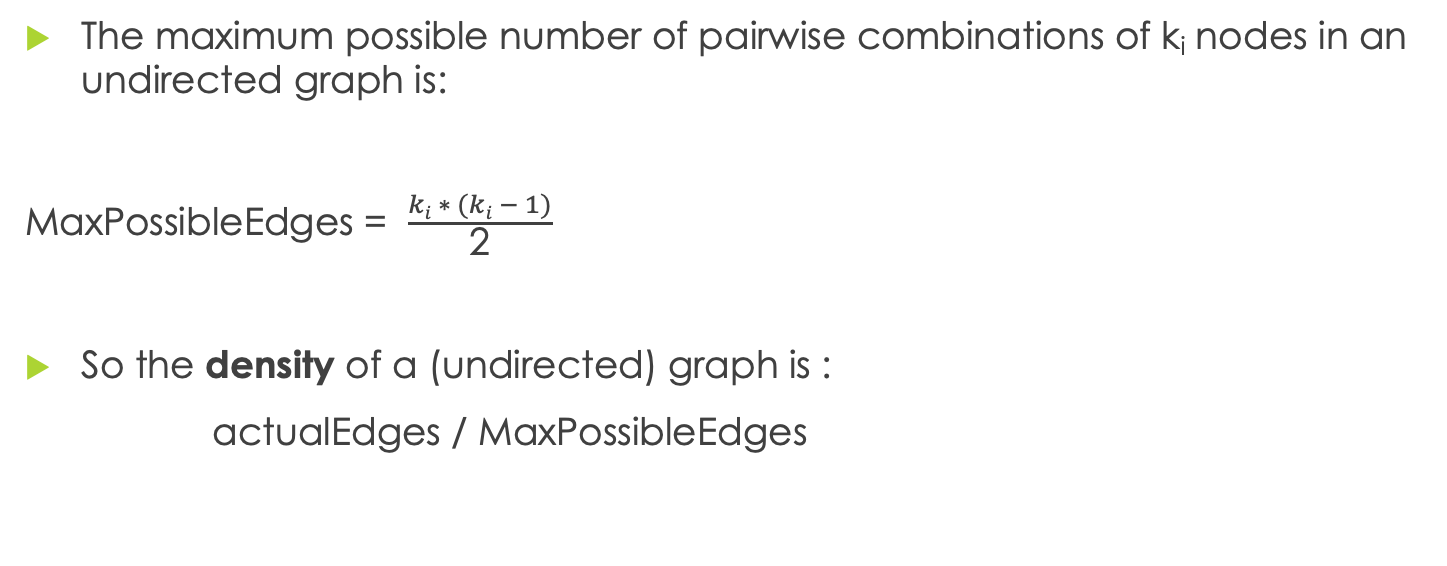 The maximum possible number of pairwise combinations of kᵢ nodes in an
undirected graph is:
MaxPossibleEdges = kᵢ * (kᵢ − 1) / 2
So the density of a (undirected) graph is :
actualEdges / MaxPossibleEdges